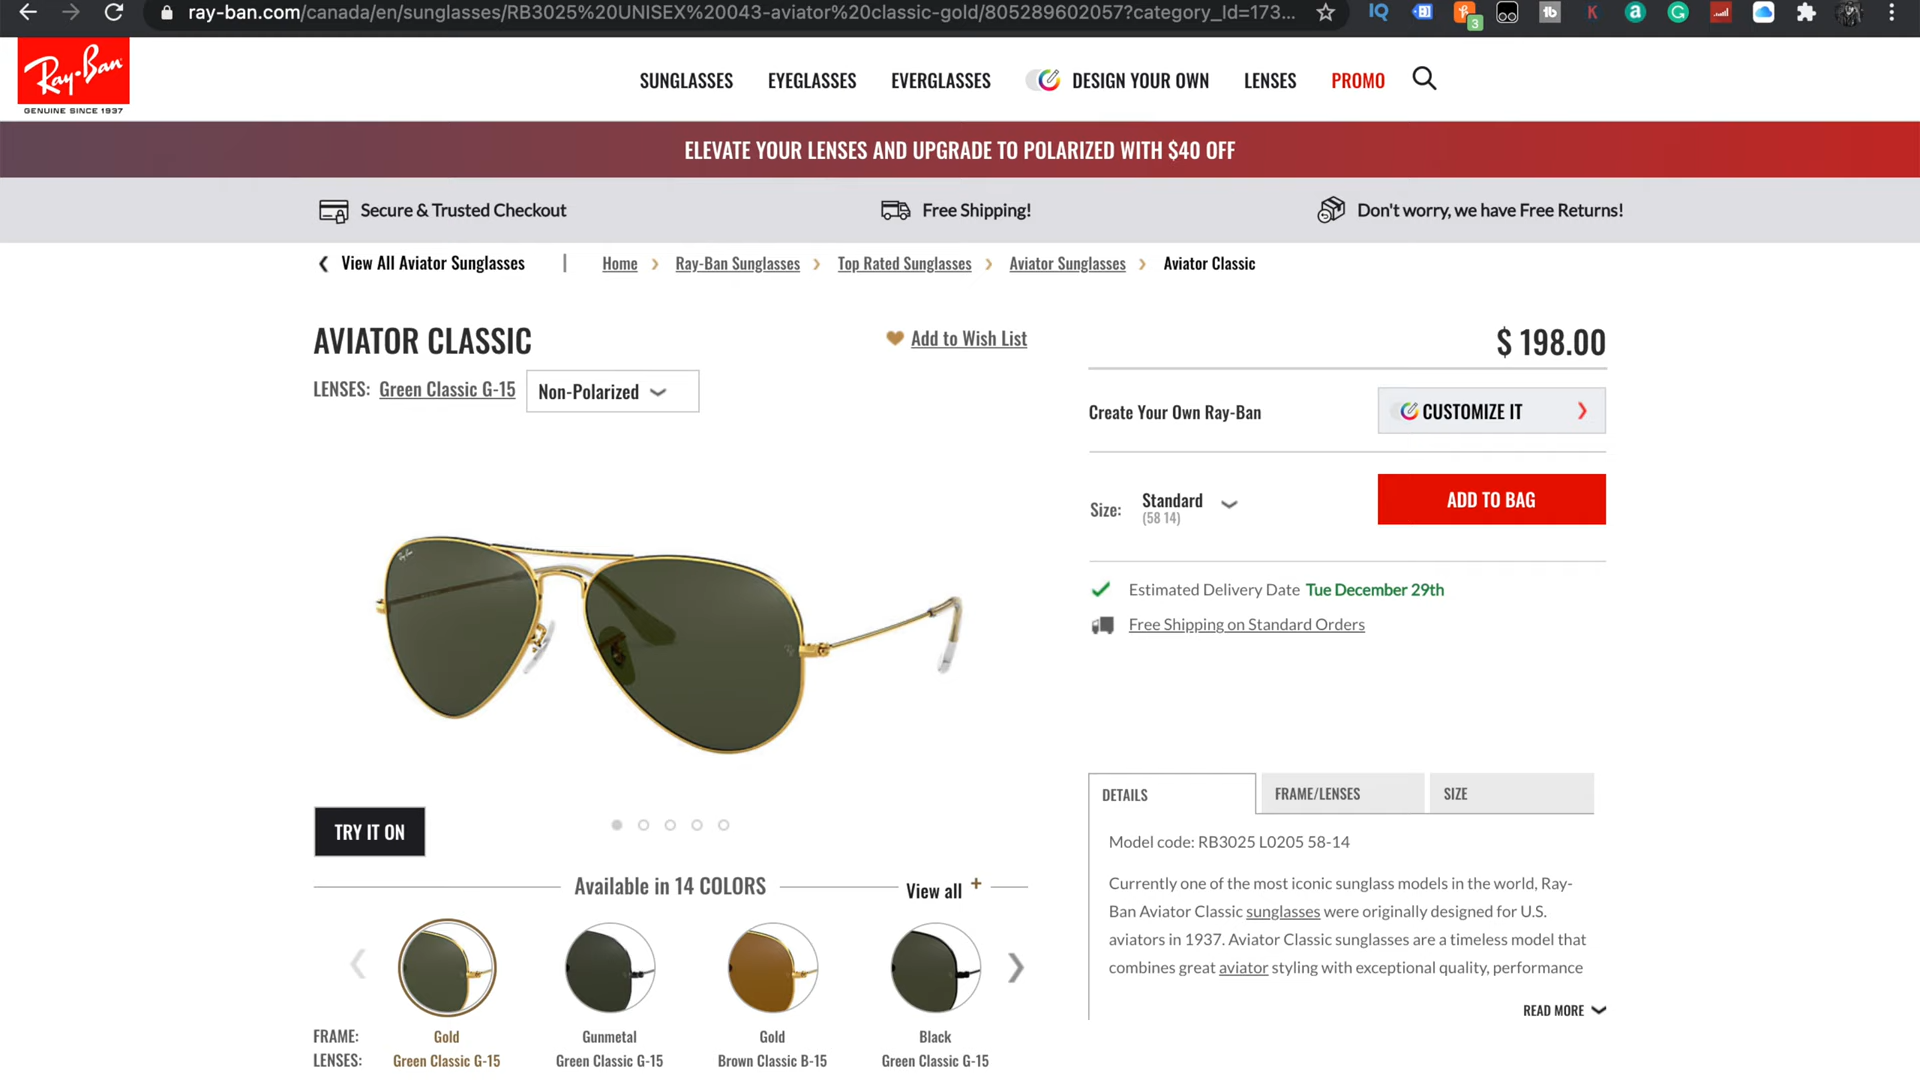 ray-ban.com/canada/en/sunglasses/RB3025%20UNISEX%20043-aviator%20classic-gold/805289602057?category_Id=173...
IQ
3
tb
K
a
G
Ray-Ban
GENUINE SINCE 1937
SUNGLASSES
EYEGLASSES
EVERGLASSES
DESIGN YOUR OWN
LENSES
PROMO
ELEVATE YOUR LENSES AND UPGRADE TO POLARIZED WITH $40 OFF
Secure & Trusted Checkout
Free Shipping!
Don't worry, we have Free Returns!
View All Aviator Sunglasses | Home > Ray-Ban Sunglasses > Top Rated Sunglasses > Aviator Sunglasses > Aviator Classic
AVIATOR CLASSIC
Add to Wish List
LENSES: Green Classic G-15
Non-Polarized
Ray-Ban
TRY IT ON
Available in 14 COLORS
View all +
FRAME: Gold Gunmetal Gold Black
LENSES: Green Classic G-15 Green Classic G-15 Brown Classic B-15 Green Classic G-15
$ 198.00
Create Your Own Ray-Ban
CUSTOMIZE IT
Size: Standard
(58 14)
ADD TO BAG
Estimated Delivery Date Tue December 29th
Free Shipping on Standard Orders
DETAILS
FRAME/LENSES
SIZE
Model code: RB3025 L0205 58-14
Currently one of the most iconic sunglass models in the world, Ray-
Ban Aviator Classic sunglasses were originally designed for U.S.
aviators in 1937. Aviator Classic sunglasses are a timeless model that
combines great aviator styling with exceptional quality, performance
READ MORE